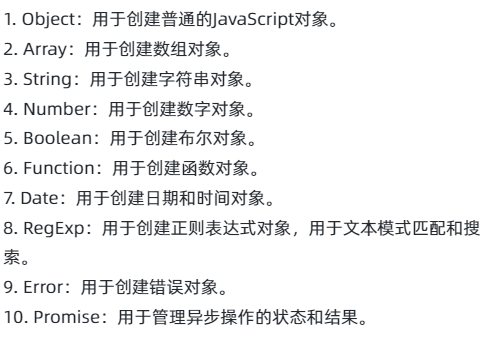 1. Object：用于创建普通的JavaScript对象。
2. Array：用于创建数组对象。
3. String：用于创建字符串对象。
4. Number：用于创建数字对象。
5. Boolean：用于创建布尔对象。
6. Function：用于创建函数对象。
7. Date：用于创建日期和时间对象。
8. RegExp：用于创建正则表达式对象，用于文本模式匹配和搜
索。
9. Error：用于创建错误对象。
10. Promise：用于管理异步操作的状态和结果。